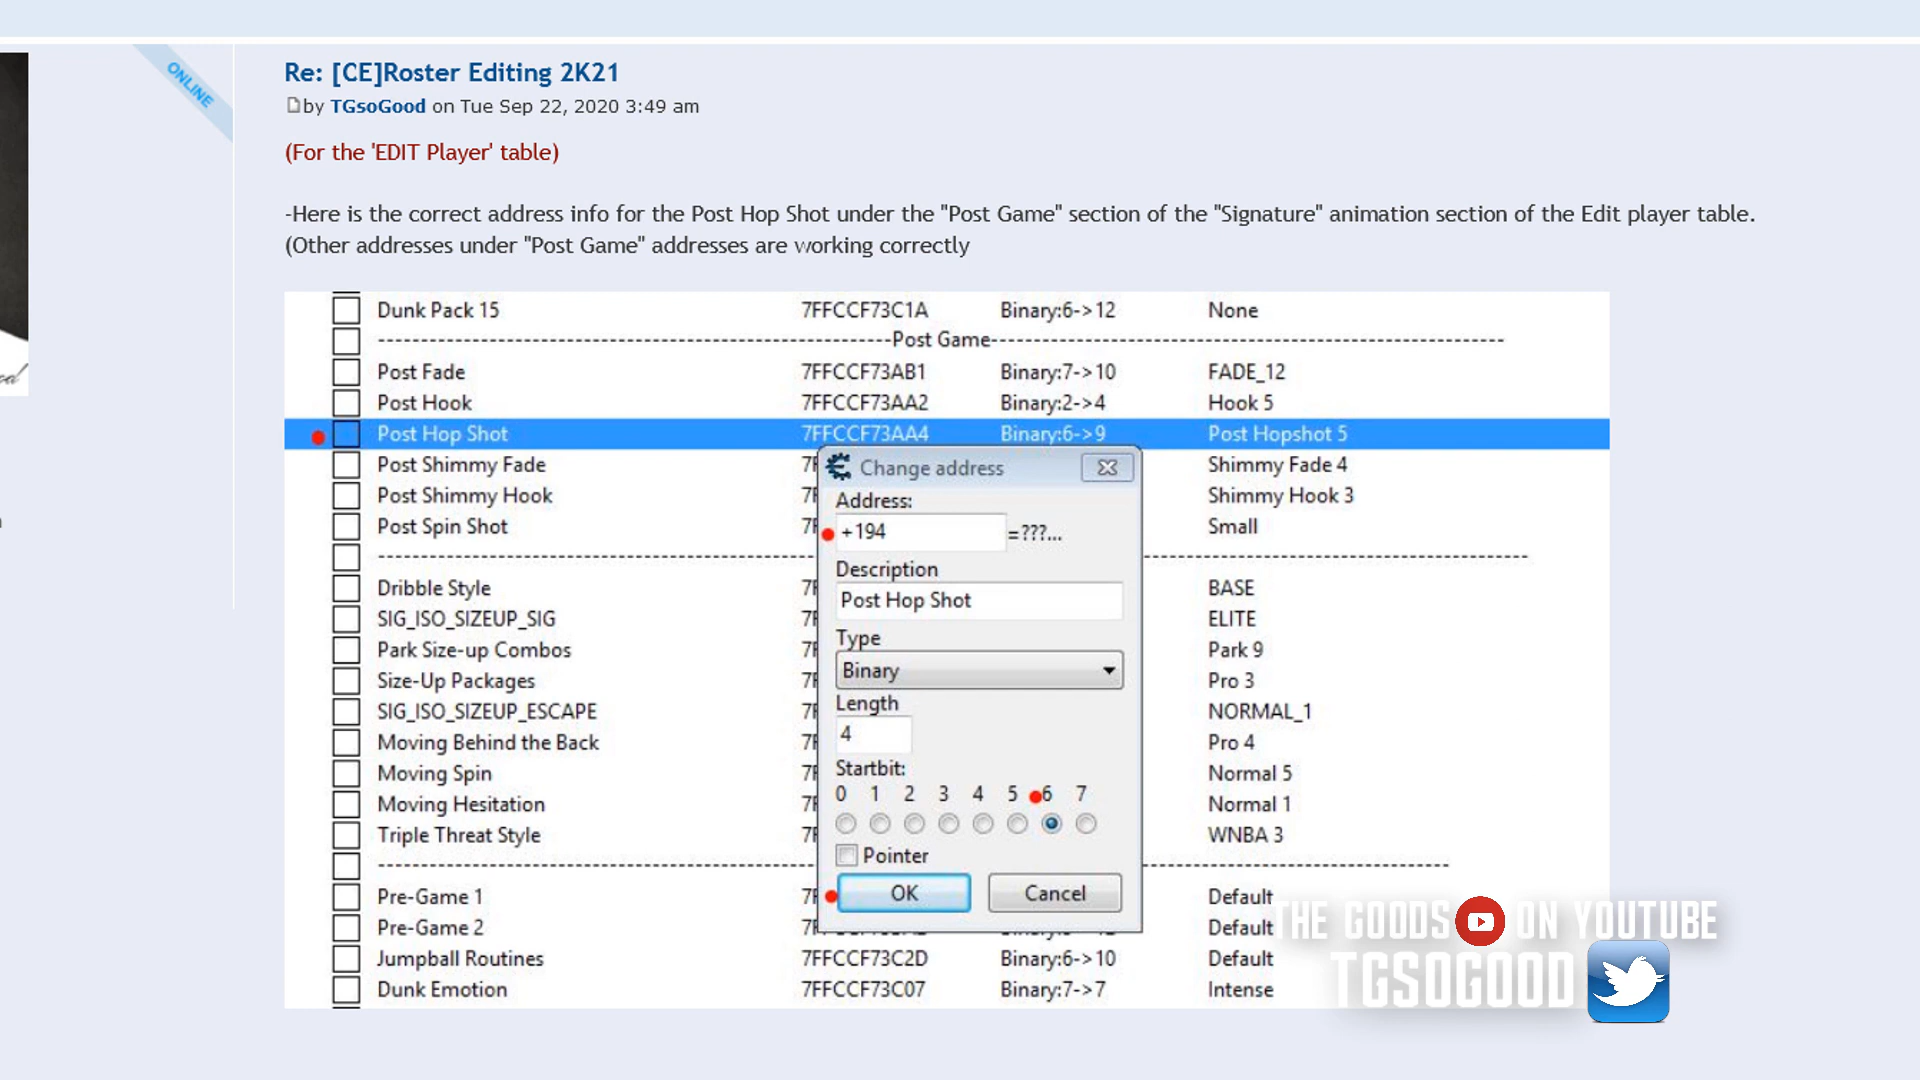 ONLINE
Re: [CE]Roster Editing 2K21
by TGsoGood on Tue Sep 22, 2020 3:49 am
(For the 'EDIT Player' table)
-Here is the correct address info for the Post Hop Shot under the "Post Game" section of the "Signature" animation section of the Edit player table.
(Other addresses under "Post Game" addresses are working correctly
Dunk Pack 15 7FFCCF73C1A Binary:6->12 None
Post Game
Post Fade 7FFCCF73AB1 Binary:7->10 FADE_12
Post Hook 7FFCCF73AA2 Binary:2->4 Hook 5
Post Hop Shot 7FFCCF73AA4 Binary:6->9 Post Hopshot 5
Post Shimmy Fade Shimmy Fade 4
Post Shimmy Hook Shimmy Hook 3
Post Spin Shot Small
Dribble Style BASE
SIG_ISO_SIZEUP_SIG ELITE
Park Size-up Combos Park 9
Size-Up Packages Pro 3
SIG_ISO_SIZEUP_ESCAPE NORMAL_1
Moving Behind the Back Pro 4
Moving Spin Normal 5
Moving Hesitation Normal 1
Triple Threat Style WNBA 3
Pre-Game 1 Default
Pre-Game 2 Default
Jumpball Routines 7FFCCF73C2D Binary:6->10 Default
Dunk Emotion 7FFCCF73C07 Binary:7->7 Intense
Change address
Address:
+194 =???...
Description
Post Hop Shot
Type
Binary
Length
4
Startbit:
0 1 2 3 4 5 6 7
Pointer
OK Cancel
THE GOODS ON YOUTUBE
TGSOGOOD